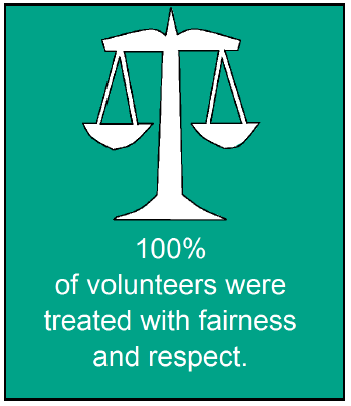 100%
of volunteers were
treated with fairness
and respect.